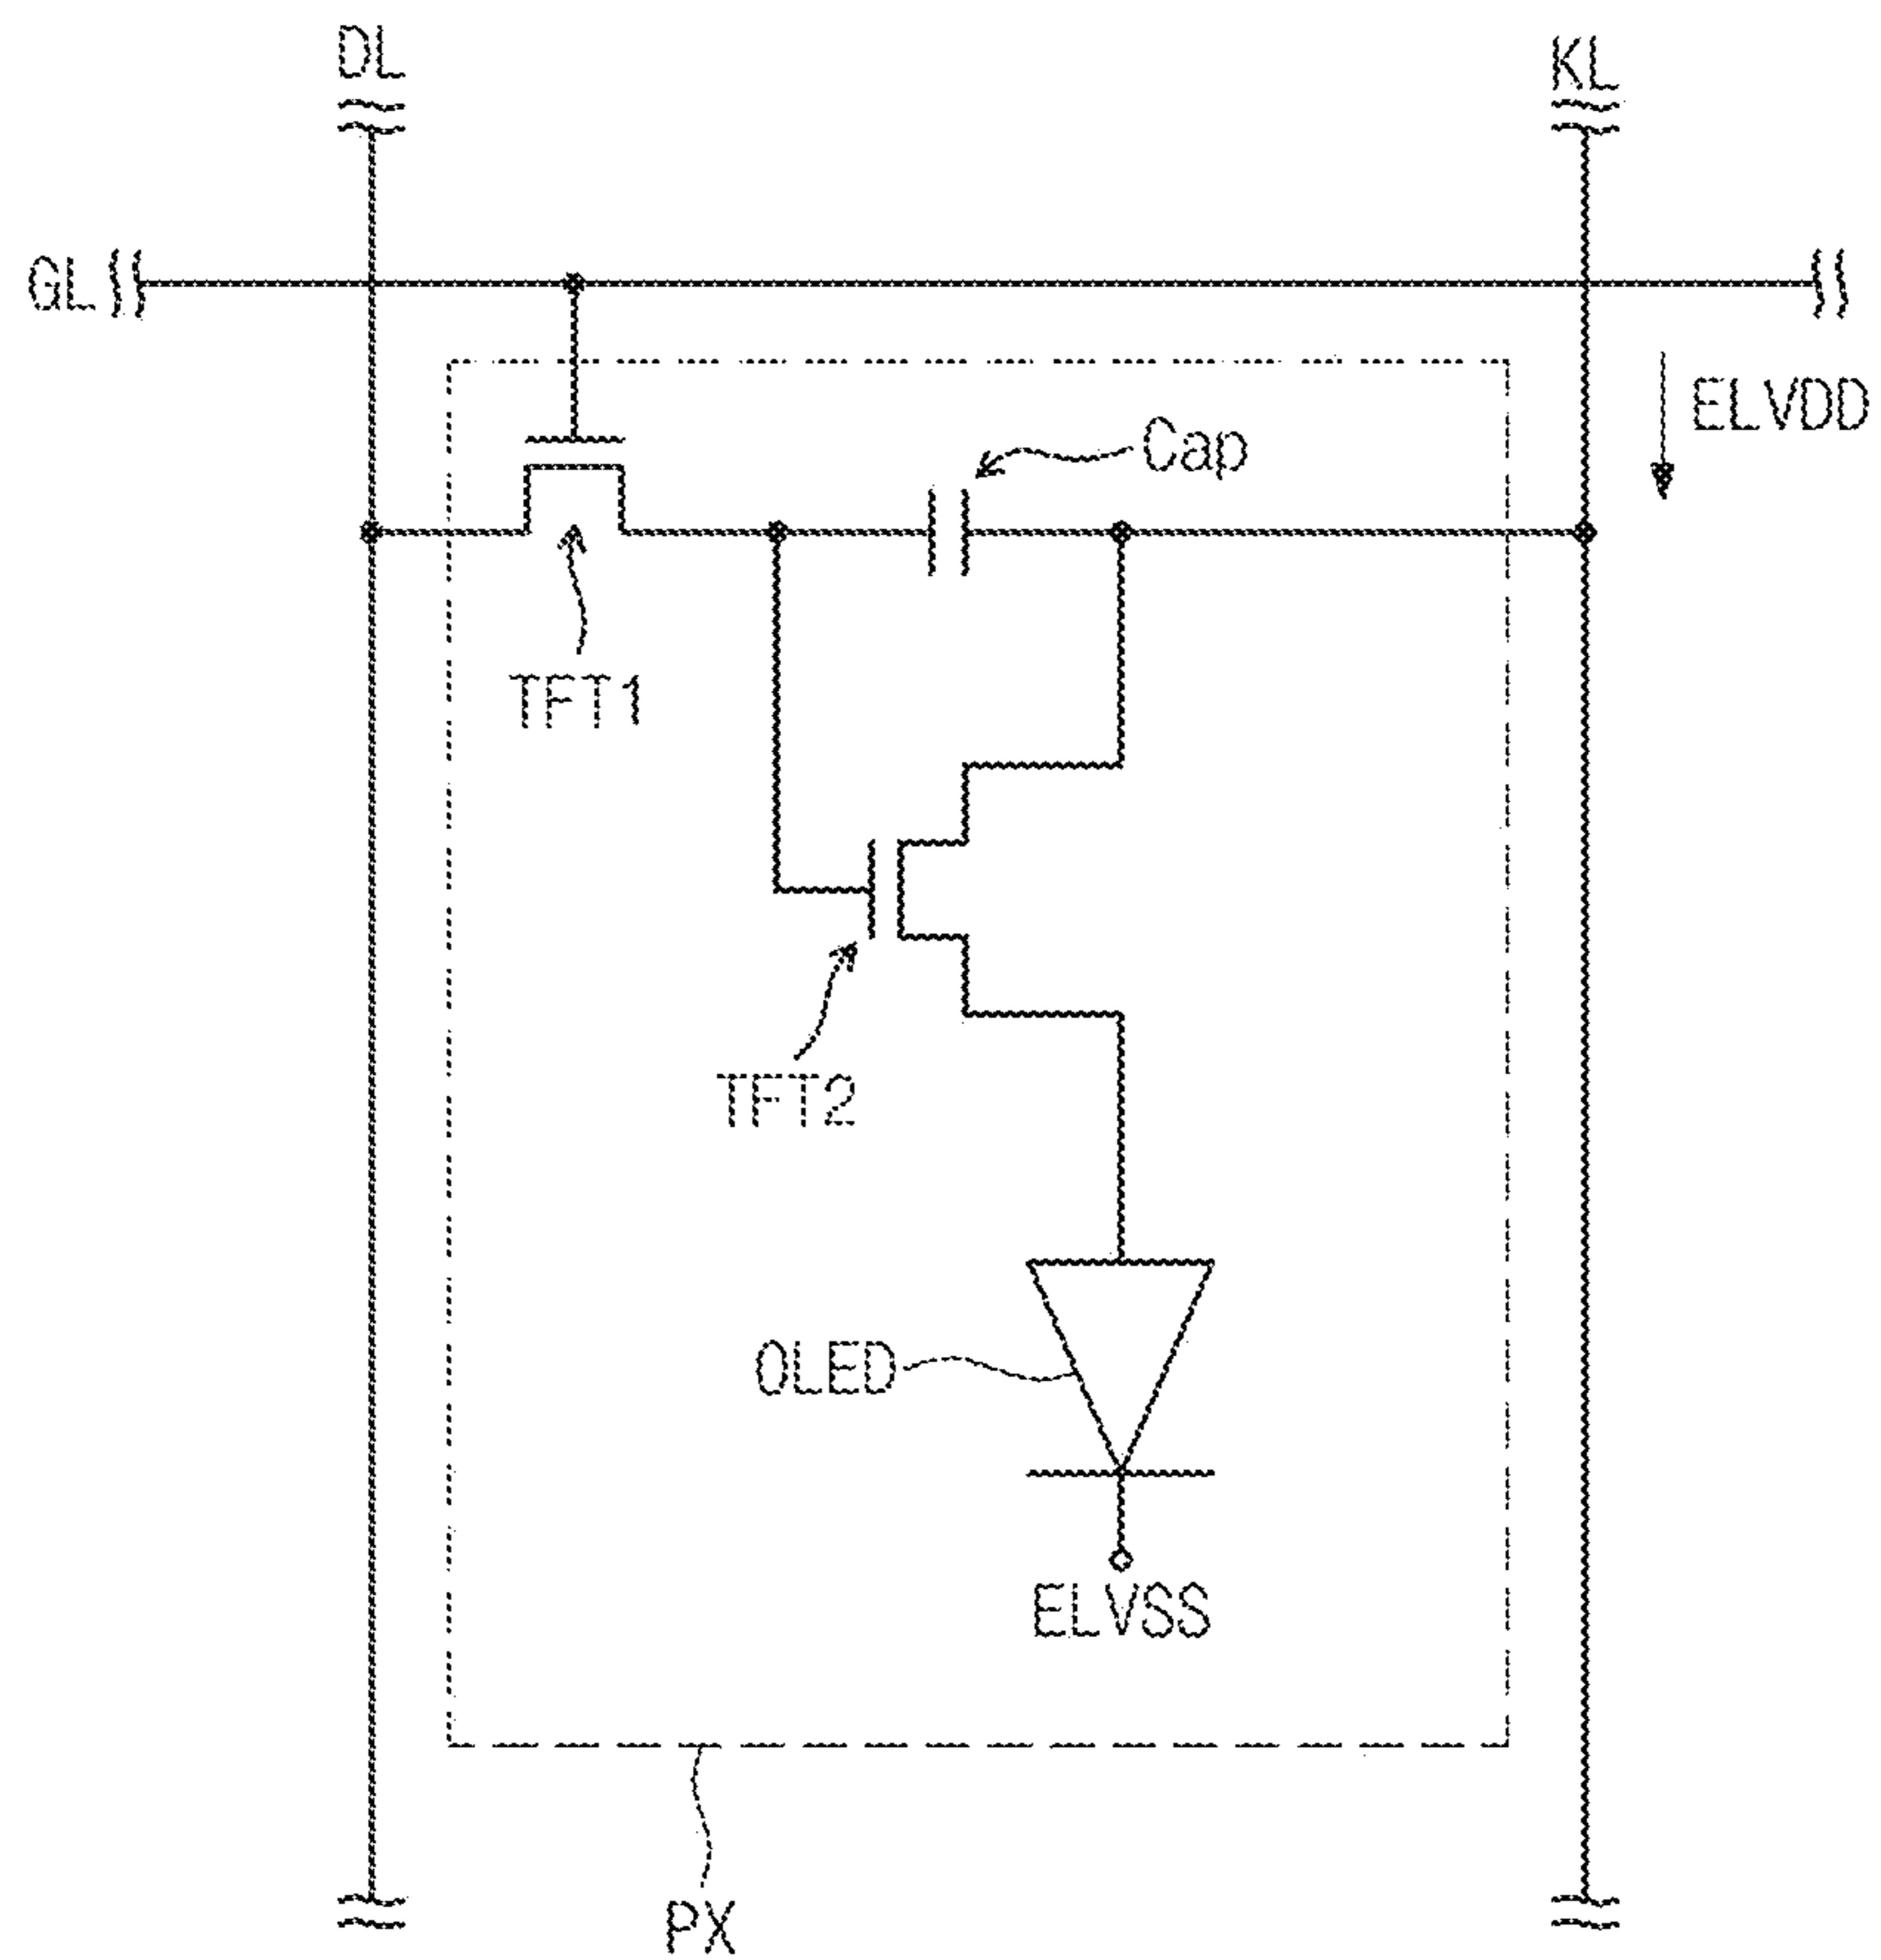 DL
KL
GL
ELVDD
Cap
TFT1
TFT2
OLED
ELVSS
PX